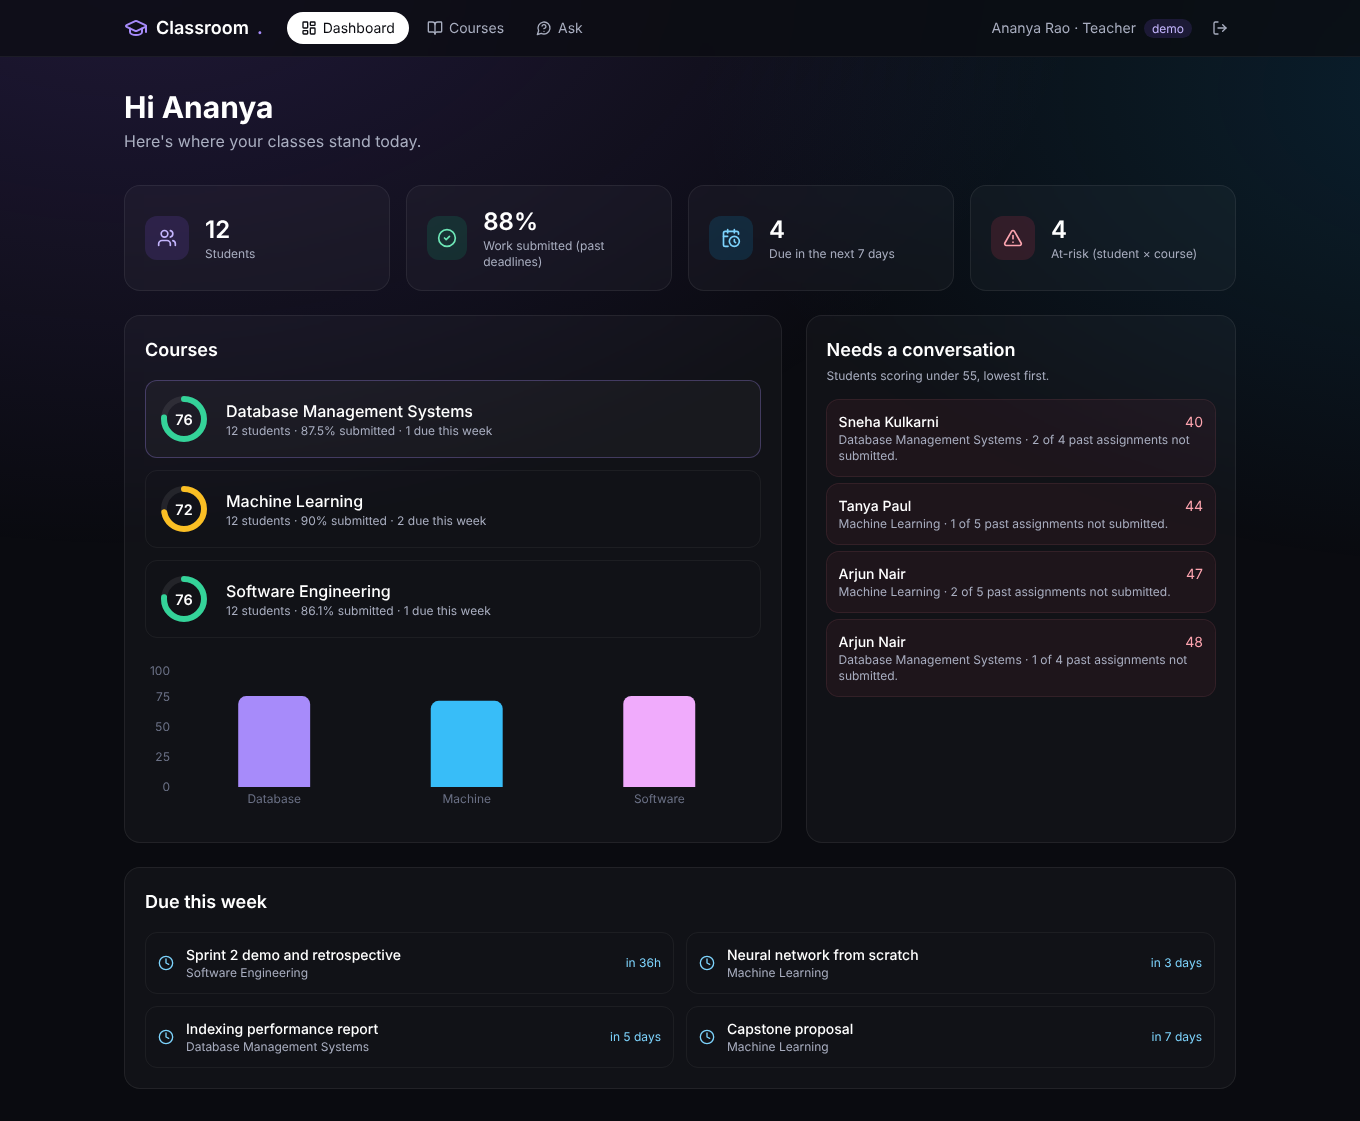 Classroom .
Dashboard
Courses
Ask
Ananya Rao · Teacher
demo
Hi Ananya
Here's where your classes stand today.
12
Students
88%
Work submitted (past
deadlines)
4
Due in the next 7 days
4
At-risk (student × course)
Courses
76
Database Management Systems
12 students · 87.5% submitted · 1 due this week
72
Machine Learning
12 students · 90% submitted · 2 due this week
76
Software Engineering
12 students · 86.1% submitted · 1 due this week
100
75
50
25
0
Database
Machine
Software
Needs a conversation
Students scoring under 55, lowest first.
Sneha Kulkarni
40
Database Management Systems · 2 of 4 past assignments not
submitted.
Tanya Paul
44
Machine Learning · 1 of 5 past assignments not submitted.
Arjun Nair
47
Machine Learning · 2 of 5 past assignments not submitted.
Arjun Nair
48
Database Management Systems · 1 of 4 past assignments not
submitted.
Due this week
Sprint 2 demo and retrospective
Software Engineering
in 36h
Neural network from scratch
Machine Learning
in 3 days
Indexing performance report
Database Management Systems
in 5 days
Capstone proposal
Machine Learning
in 7 days